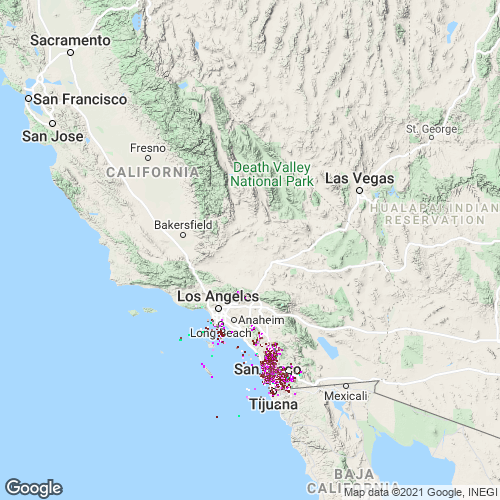 Sacramento
San Francisco
San Jose
Fresno
CALIFORNIA
St. George
Death Valley
National Park
Las Vegas
HUALAPAI INDIAN
RESERVATION
Bakersfield
Los Angeles
Anaheim
Long Beach
San Diego
Tijuana
Mexicali
BAJA
CALIFORNIA
Google
Map data ©2021 Google, INEGI